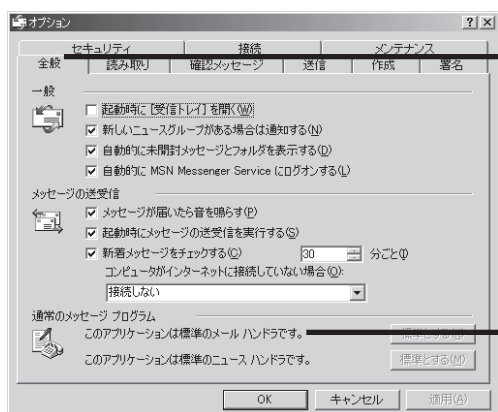 オプション
セキュリティ 接続 メンテナンス
全般 読み取り 確認メッセージ 送信 作成 署名
一般
起動時に [受信トレイ] を開く(W)
新しいニュースグループがある場合は通知する(N)
自動的に未開封メッセージとフォルダを表示する(D)
自動的に MSN Messenger Service にログオンする(L)
メッセージの送受信
メッセージが届いたら音を鳴らす(P)
起動時にメッセージの送受信を実行する(S)
新着メッセージをチェックする(C) 30 分ごと(I)
コンピュータがインターネットに接続していない場合(O):
接続しない
通常のメッセージ プログラム
このアプリケーションは標準のメール ハンドラです。
このアプリケーションは標準のニュース ハンドラです。 標準とする(M)
OK キャンセル 適用(A)